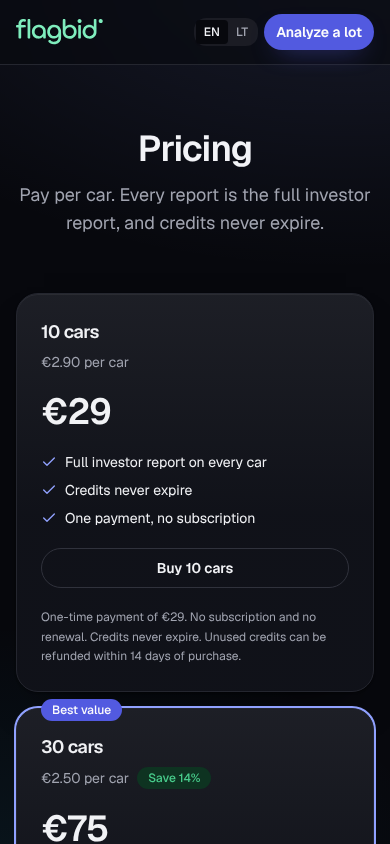 flagbid
EN LT
Analyze a lot
Pricing
Pay per car. Every report is the full investor
report, and credits never expire.
10 cars
€2.90 per car
€29
Full investor report on every car
Credits never expire
One payment, no subscription
Buy 10 cars
One-time payment of €29. No subscription and no
renewal. Credits never expire. Unused credits can be
refunded within 14 days of purchase.
Best value
30 cars
€2.50 per car Save 14%
€75